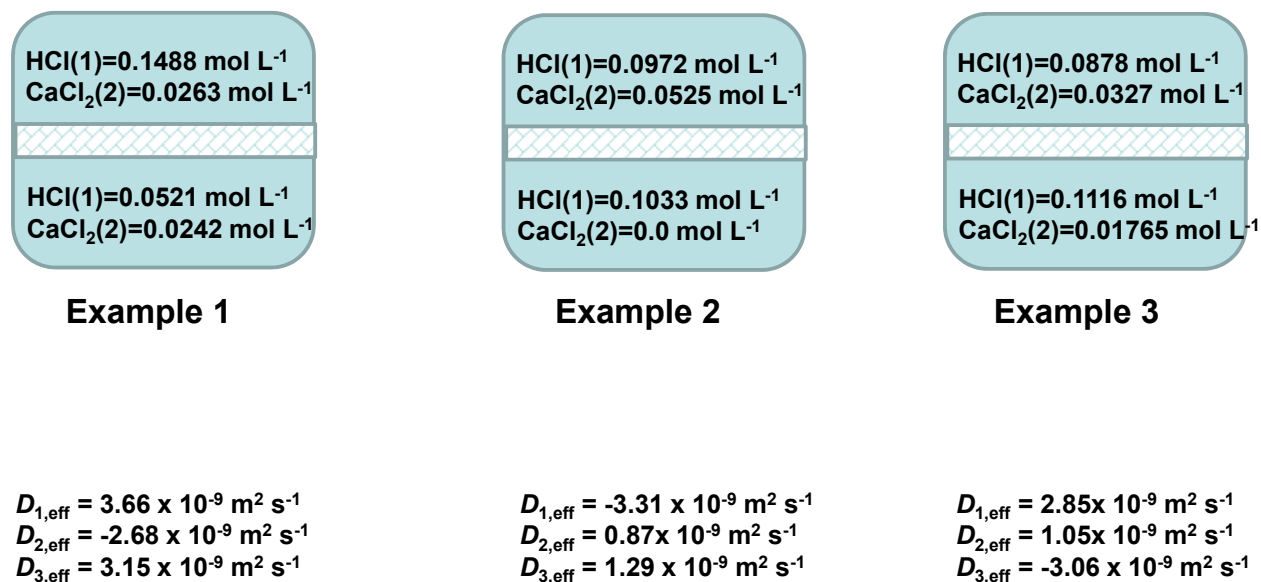 HCl(1)=0.1488 mol L⁻¹
CaCl₂(2)=0.0263 mol L⁻¹
HCl(1)=0.0521 mol L⁻¹
CaCl₂(2)=0.0242 mol L⁻¹
Example 1
HCl(1)=0.0972 mol L⁻¹
CaCl₂(2)=0.0525 mol L⁻¹
HCl(1)=0.1033 mol L⁻¹
CaCl₂(2)=0.0 mol L⁻¹
Example 2
HCl(1)=0.0878 mol L⁻¹
CaCl₂(2)=0.0327 mol L⁻¹
HCl(1)=0.1116 mol L⁻¹
CaCl₂(2)=0.01765 mol L⁻¹
Example 3
D₁,eff = 3.66 x 10⁻⁹ m² s⁻¹
D₂,eff = -2.68 x 10⁻⁹ m² s⁻¹
D₃,eff = 3.15 x 10⁻⁹ m² s⁻¹
D₁,eff = -3.31 x 10⁻⁹ m² s⁻¹
D₂,eff = 0.87x 10⁻⁹ m² s⁻¹
D₃,eff = 1.29 x 10⁻⁹ m² s⁻¹
D₁,eff = 2.85x 10⁻⁹ m² s⁻¹
D₂,eff = 1.05x 10⁻⁹ m² s⁻¹
D₃,eff = -3.06 x 10⁻⁹ m² s⁻¹